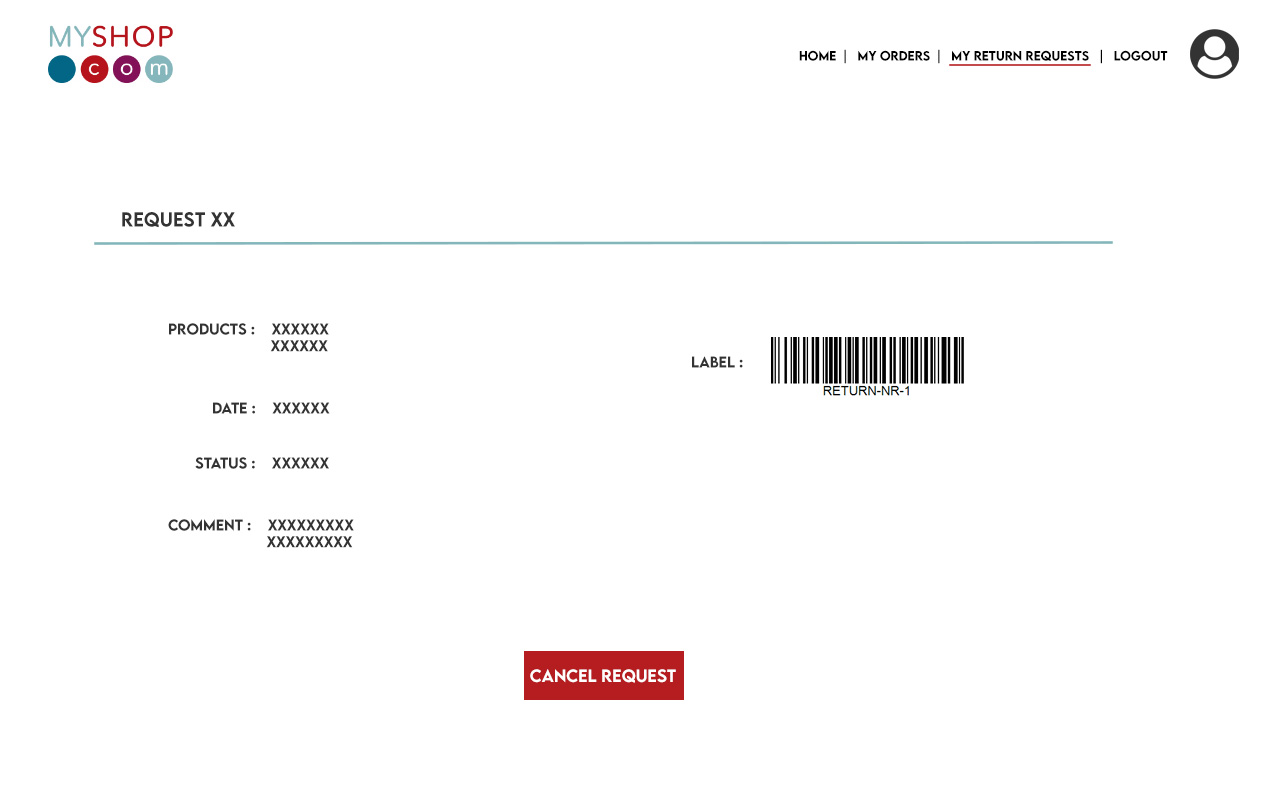 MYSHOP
com
HOME | MY ORDERS | MY RETURN REQUESTS | LOGOUT
REQUEST XX
PRODUCTS : XXXXXX
XXXXXX
LABEL :
RETURN-NR-1
DATE : XXXXXX
STATUS : XXXXXX
COMMENT : XXXXXXXXX
XXXXXXXXX
CANCEL REQUEST